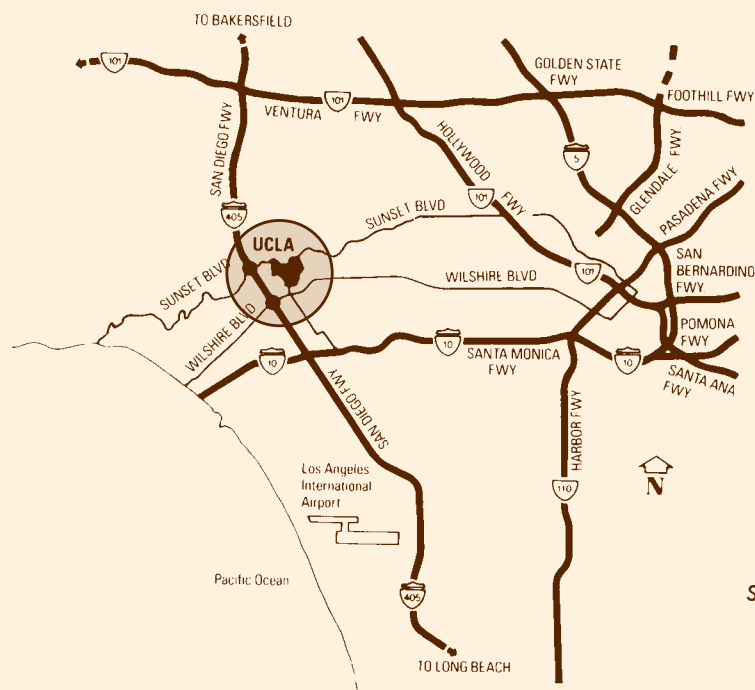 TO BAKERSFIELD
101
VENTURA
101
FWY
GOLDEN STATE
FWY
FOOTHILL FWY
SAN DIEGO FWY
405
HOLLYWOOD
FWY
101
5
GLENDALE FWY.
PASADENA FWY
UCLA
SUNSET BLVD
SUNSET BLVD
WILSHIRE BLVD
WILSHIRE BLVD
101
SAN
BERNARDINO
FWY.
POMONA
FWY
SANTA ANA
FWY
10
10
SANTA MONICA
FWY
10
SAN DIEGO FWY
HARBOR FWY
110
N
Los Angeles
International
Airport
Pacific Ocean
405
TO LONG BEACH
S